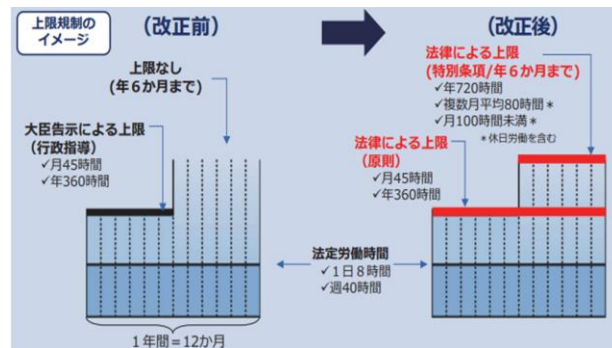 上限規制の
イメージ
(改正前)
(改正後)
上限なし
(年6か月まで)
大臣告示による上限
(行政指導)
✓月45時間
✓年360時間
法律による上限
(特別条項/年6か月まで)
✓年720時間
✓複数月平均80時間*
✓月100時間未満*
*休日労働を含む
法律による上限
(原則)
✓月45時間
✓年360時間
法定労働時間
✓1日8時間
✓週40時間
1年間=12か月